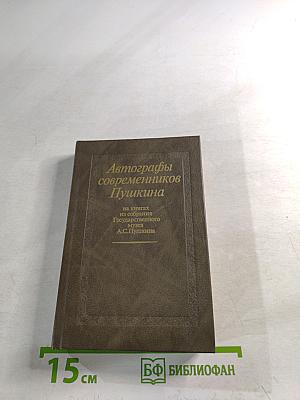 Автографы
современников
Пушкина
на книгах
из собрания
Государственного
музея
А.С.Пушкина
15 см
БФ БИБЛИОФАН